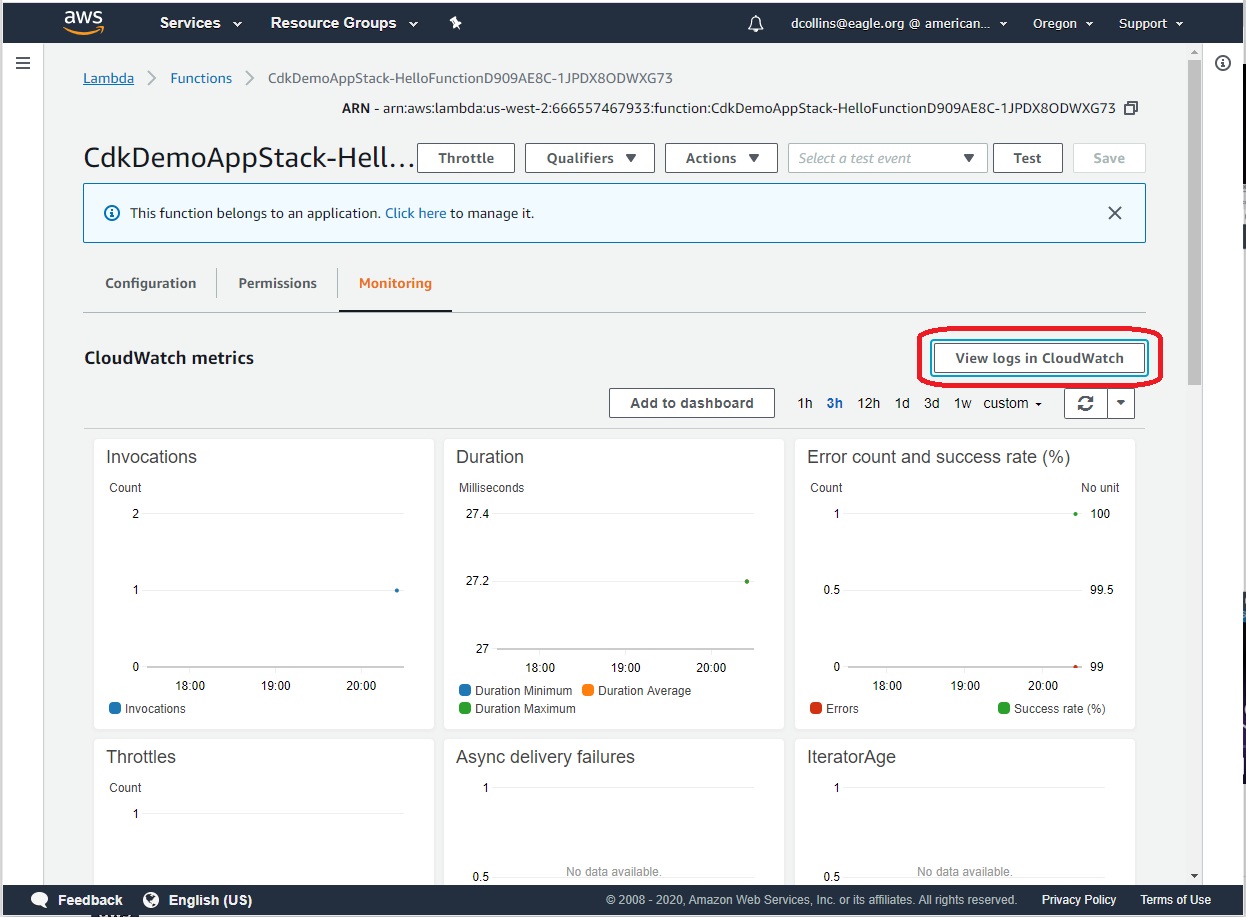 aws Services Resource Groups dcollins@eagle.org @ american... Oregon Support
Lambda Functions CdkDemoAppStack-HelloFunctionD909AE8C-1JPDX8ODWXG73
ARN - arn:aws:lambda:us-west-2:666557467933:function:CdkDemoAppStack-HelloFunctionD909AE8C-1JPDX8ODWXG73
CdkDemoAppStack-Hell... Throttle Qualifiers Actions Select a test event Test Save
This function belongs to an application. Click here to manage it.
Configuration Permissions Monitoring
CloudWatch metrics View logs in CloudWatch
Add to dashboard 1h 3h 12h 1d 3d 1w custom
Invocations
Count
2
1
0
18:00 19:00 20:00
Invocations
Duration
Milliseconds
27.4
27.2
27
18:00 19:00 20:00
Duration Minimum Duration Average
Duration Maximum
Error count and success rate (%)
Count No unit
1 100
0.5 99.5
0 99
18:00 19:00 20:00
Errors Success rate (%)
Throttles
Count
1
Async delivery failures
1
No data available.
0.5
IteratorAge
1
No data available.
0.5
Feedback English (US) © 2008 - 2020, Amazon Web Services, Inc. or its affiliates. All rights reserved. Privacy Policy Terms of Use